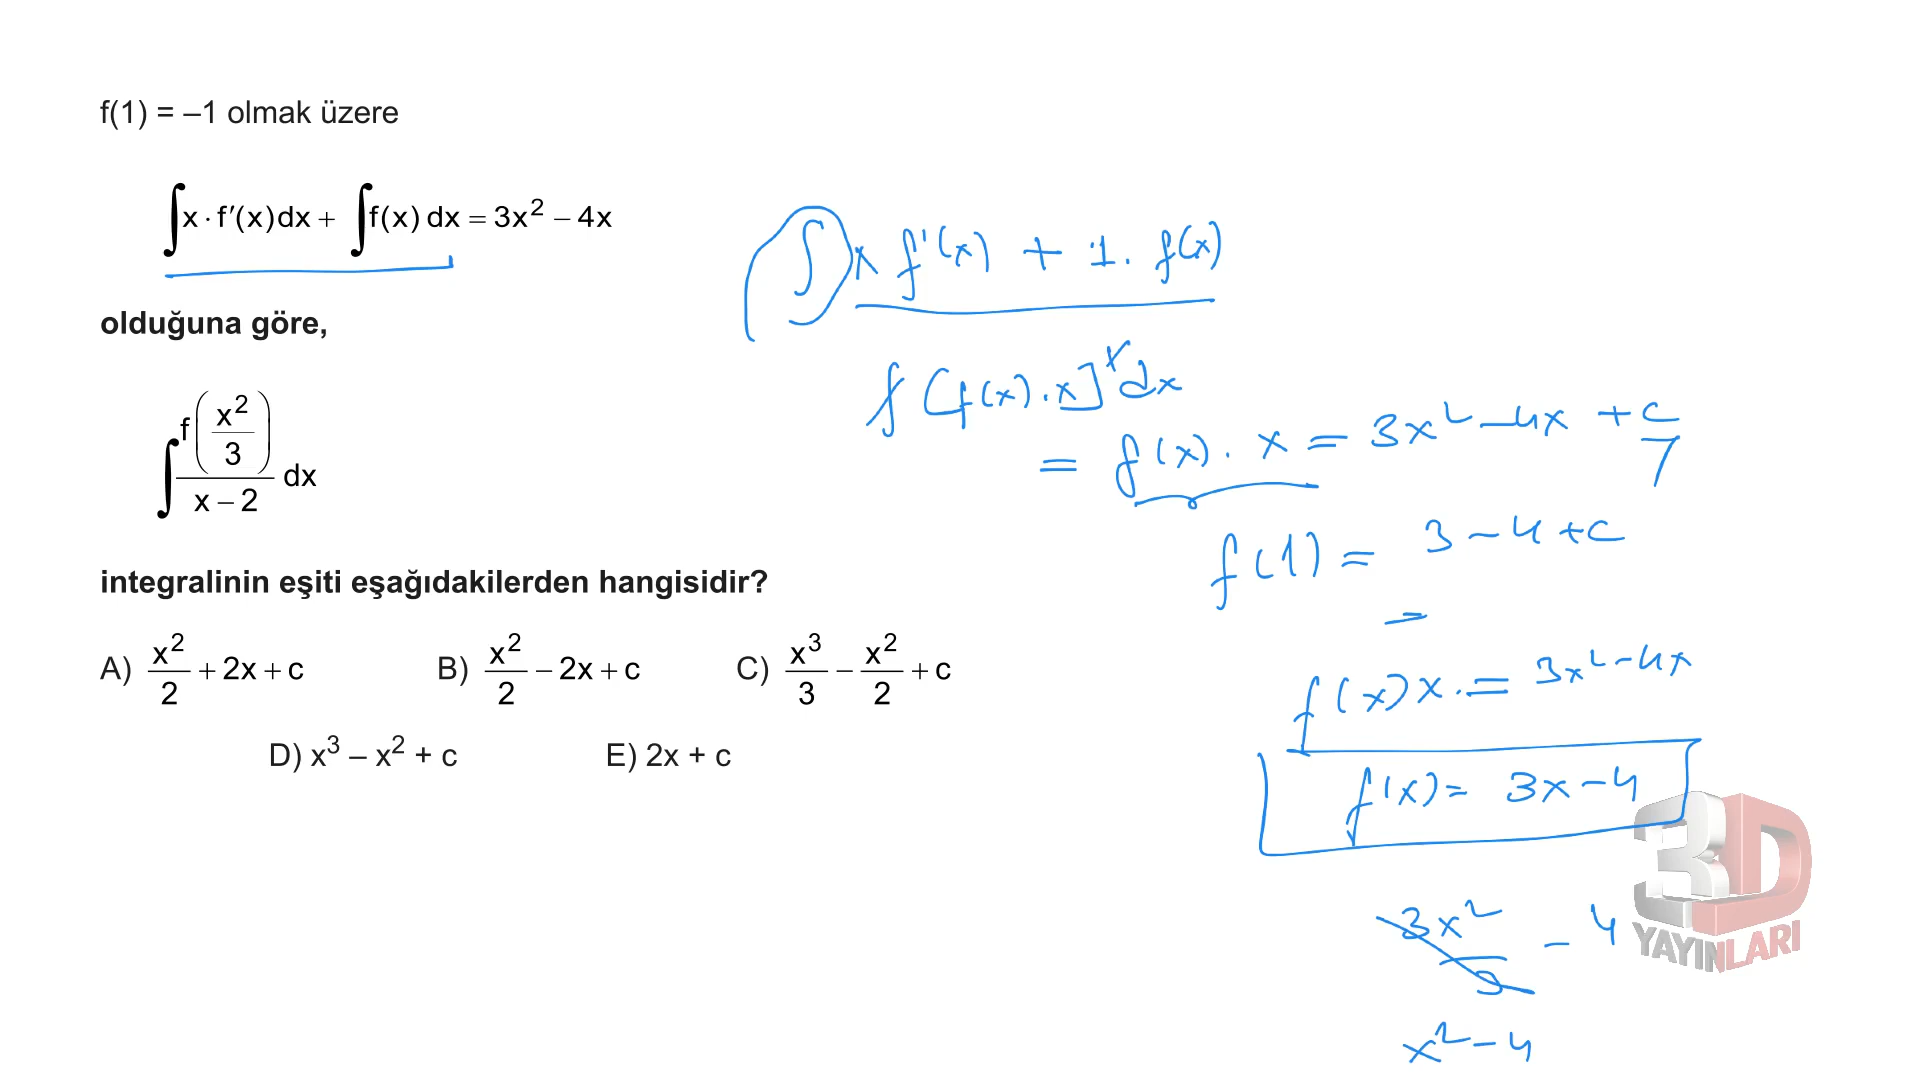 f(1) = –1 olmak üzere
∫x · f′(x)dx + ∫f(x) dx = 3x² – 4x
olduğuna göre,
∫ f(x²/3) / (x – 2) dx
integralinin eşiti eşağıdakilerden hangisidir?
A) x²/2 + 2x + c B) x²/2 – 2x + c C) x³/3 – x²/2 + c
D) x³ – x² + c E) 2x + c
∫ x f'(x) + 1. f(x)
∫ [f(x).x]' dx
= f(x). x = 3x² – 4x + c
f(1) = 3 – 4 + c
f(x) x. = 3x² – 4x
f(x) = 3x – 4
3x²/3 – 4
x² – 4
3D
YAYINLARI